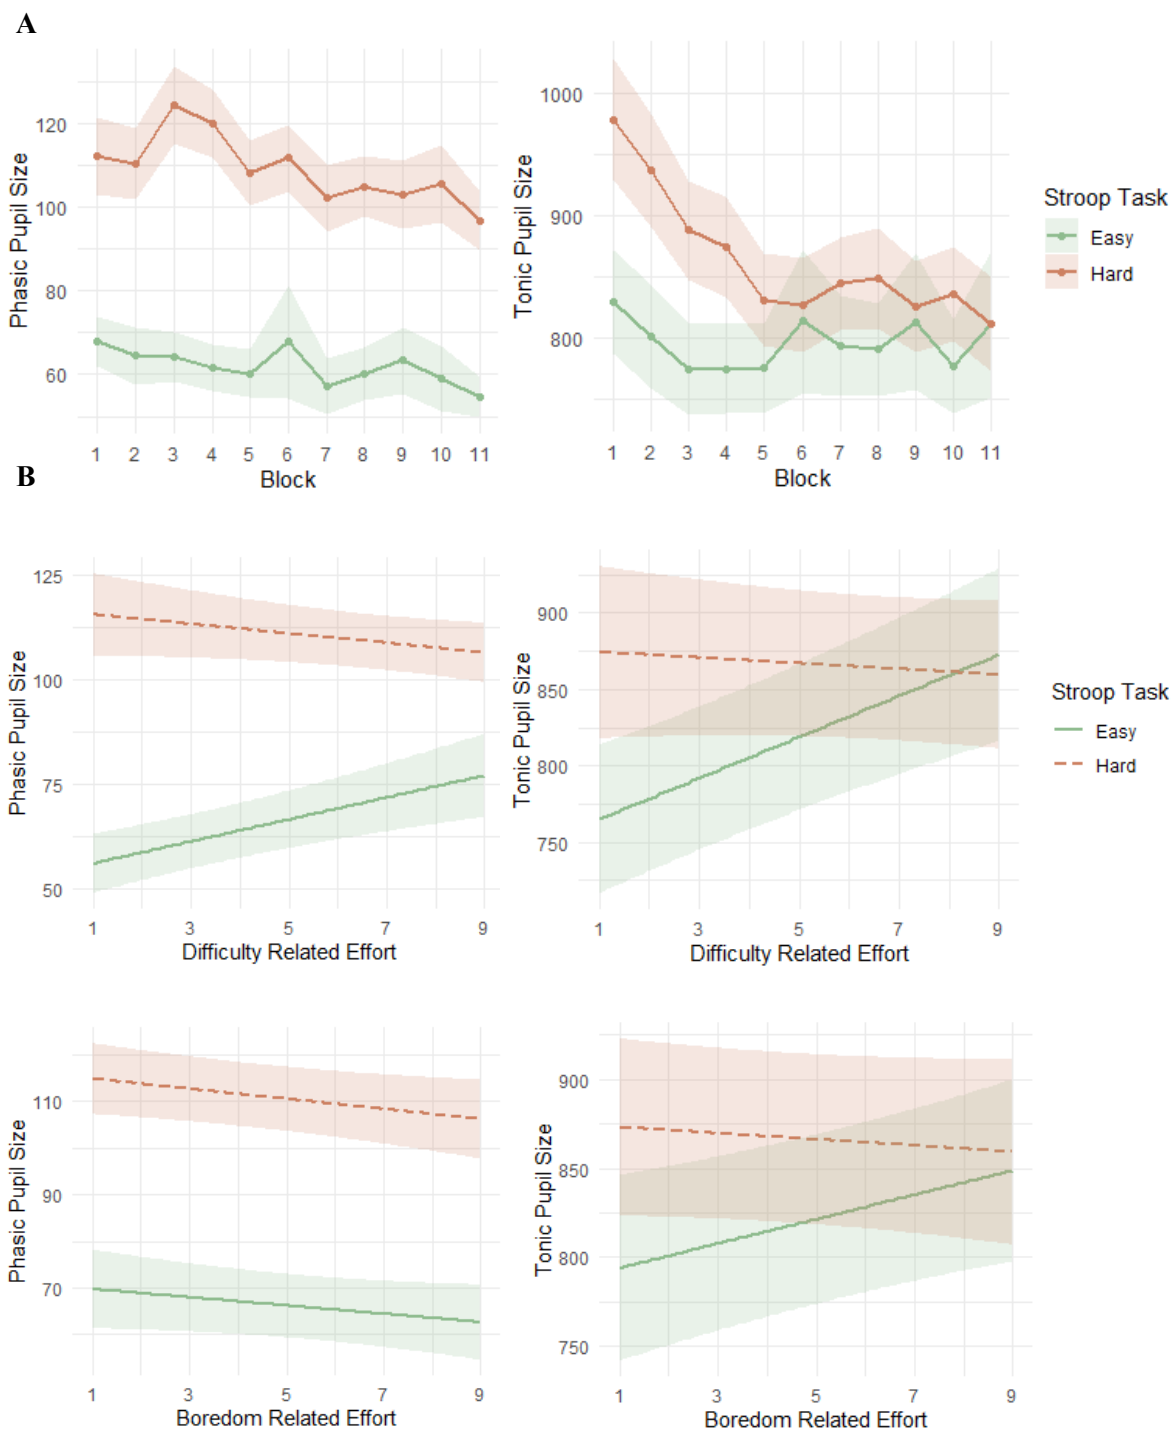 A
Phasic Pupil Size
120
100
80
60
1 2 3 4 5 6 7 8 9 10 11
Block
Tonic Pupil Size
1000
900
800
1 2 3 4 5 6 7 8 9 10 11
Block
Stroop Task
Easy
Hard
B
Phasic Pupil Size
125
100
75
50
1 3 5 7 9
Difficulty Related Effort
Tonic Pupil Size
900
850
800
750
1 3 5 7 9
Difficulty Related Effort
Stroop Task
Easy
Hard
Phasic Pupil Size
110
90
70
1 3 5 7 9
Boredom Related Effort
Tonic Pupil Size
900
850
800
750
1 3 5 7 9
Boredom Related Effort